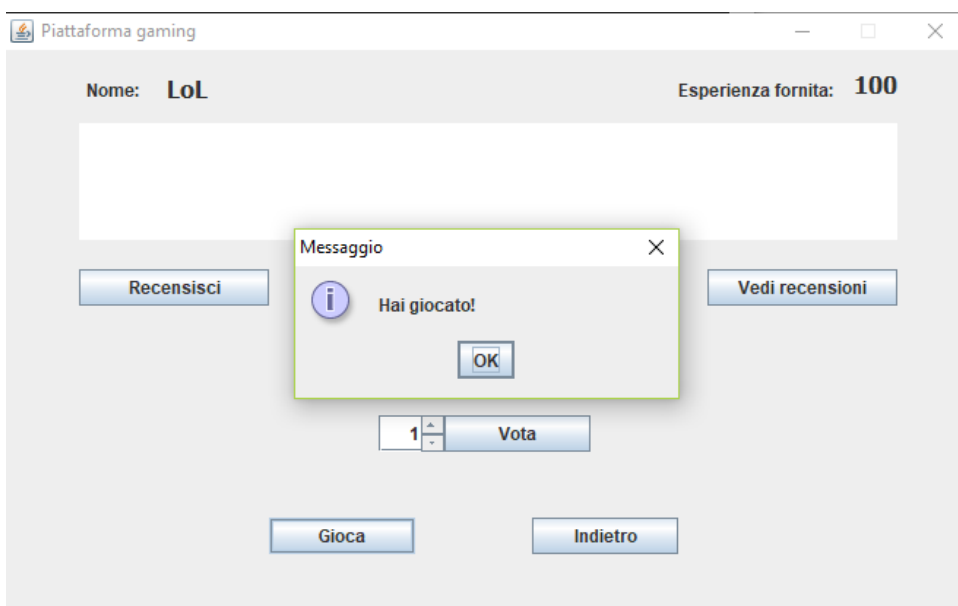 Piattaforma gaming
Nome: LoL
Esperienza fornita: 100
Messaggio
Recensisci
Vedi recensioni
i
Hai giocato!
OK
1
Vota
Gioca
Indietro